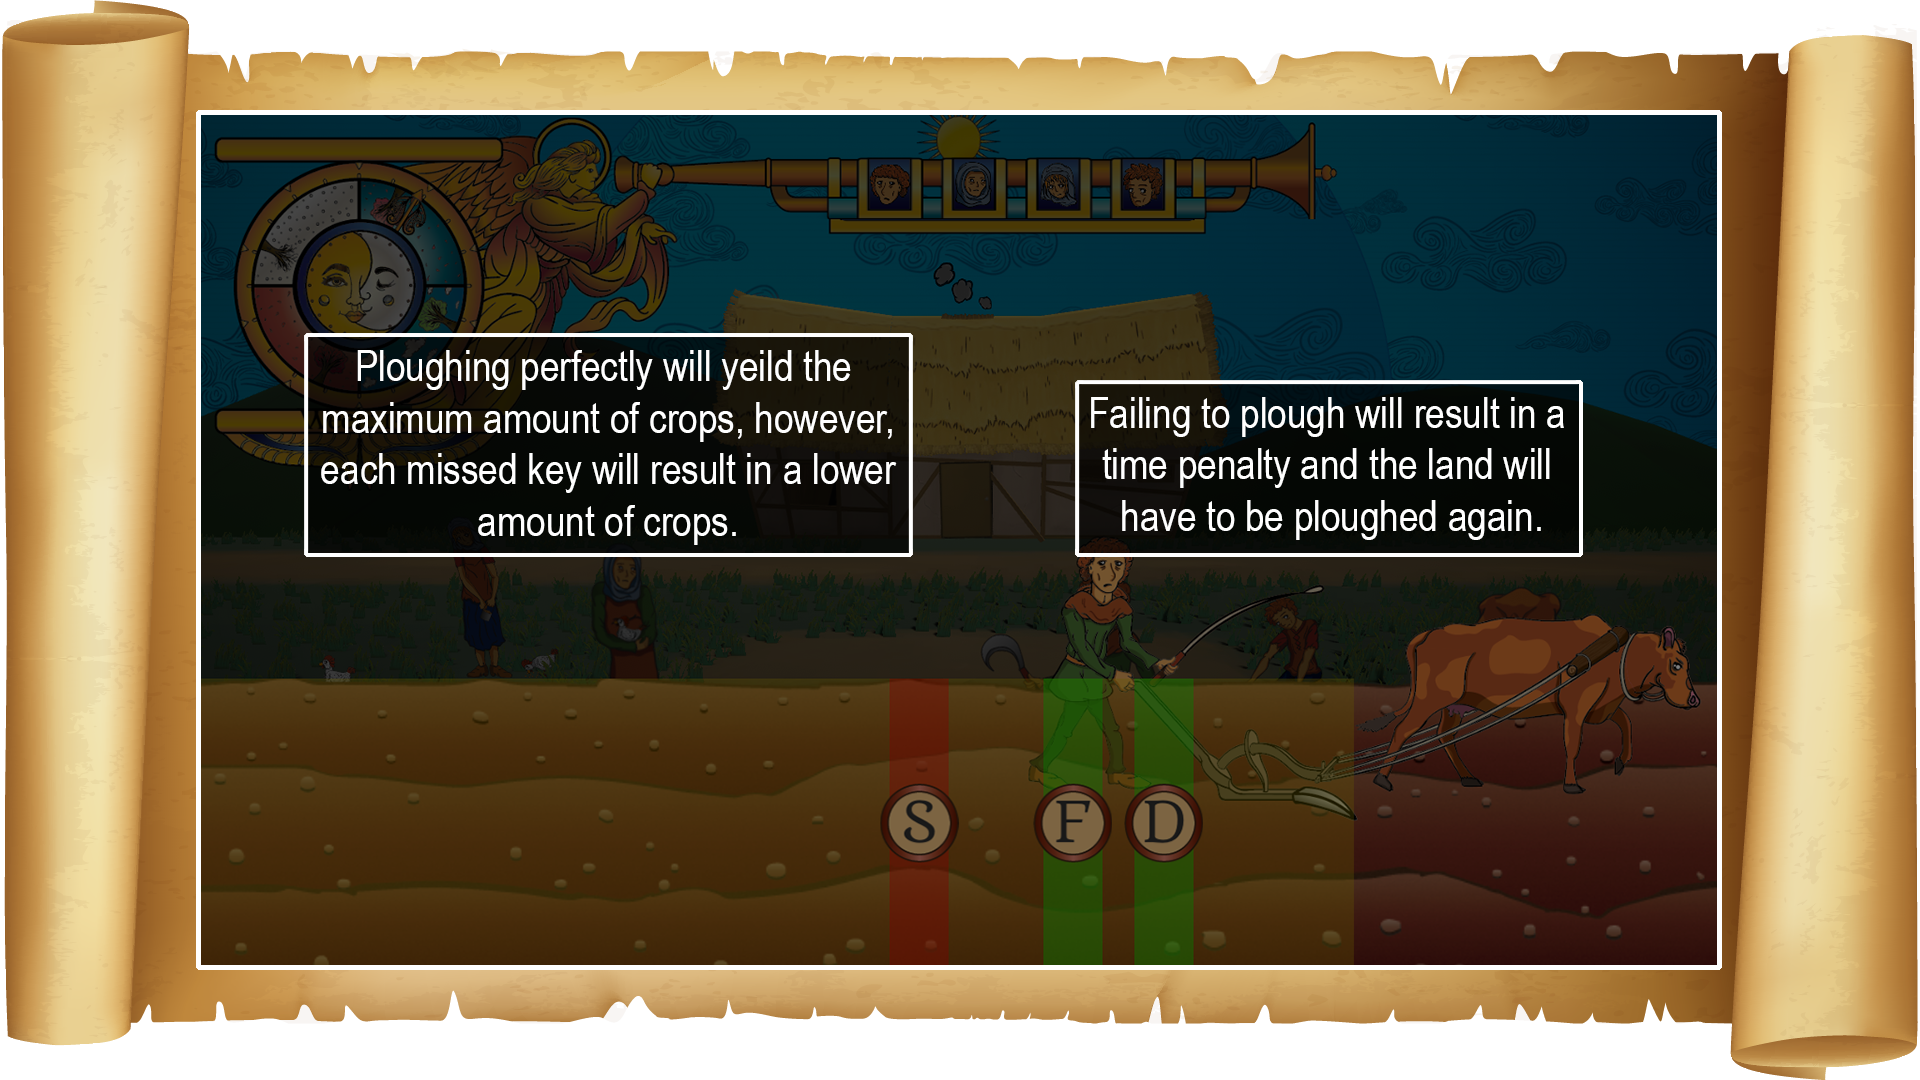 Ploughing perfectly will yeild the
maximum amount of crops, however,
each missed key will result in a lower
amount of crops.
Failing to plough will result in a
time penalty and the land will
have to be ploughed again.
S F D